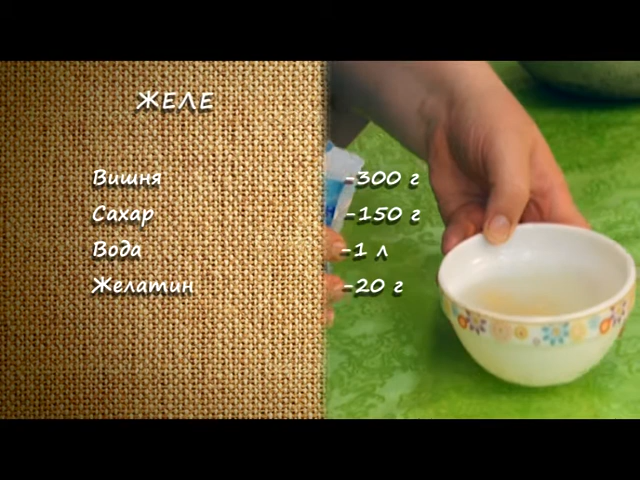 ЖЕЛЕ
Вишня -300 г
Сахар -150 г
Вода -1 л
Желатин -20 г